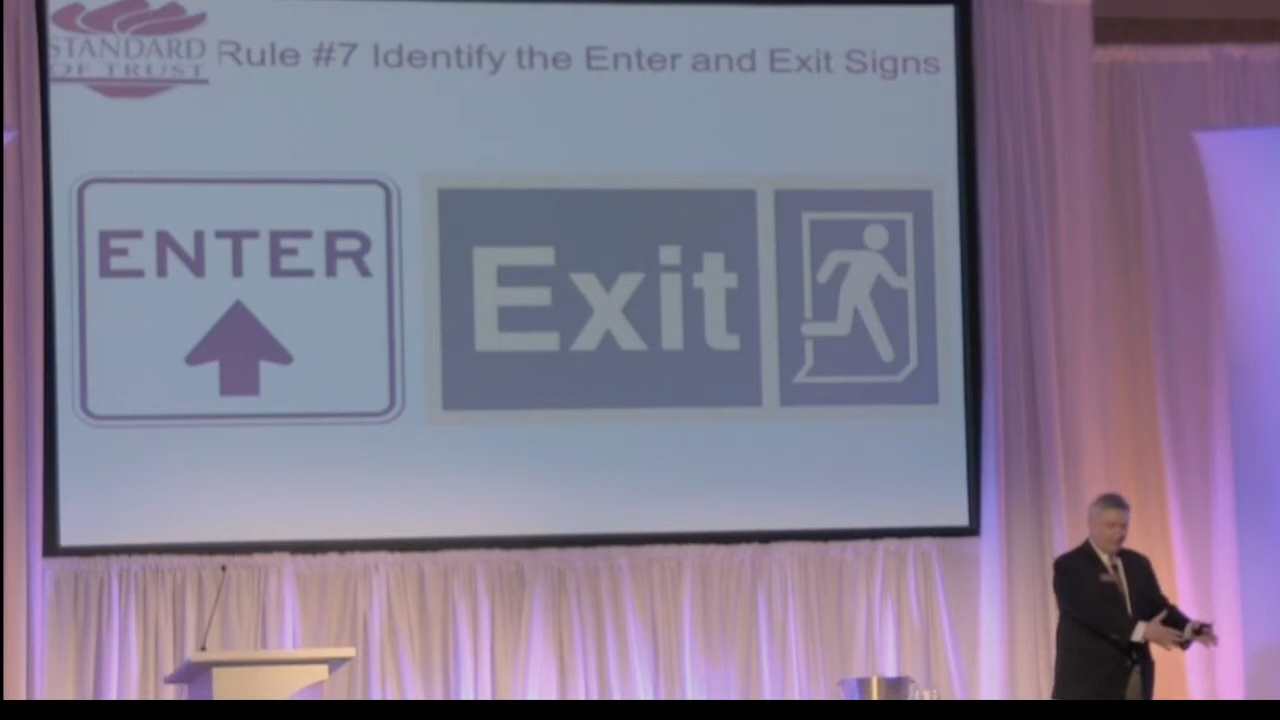 STANDARD
OF TRUST
Rule #7 Identify the Enter and Exit Signs
ENTER
Exit